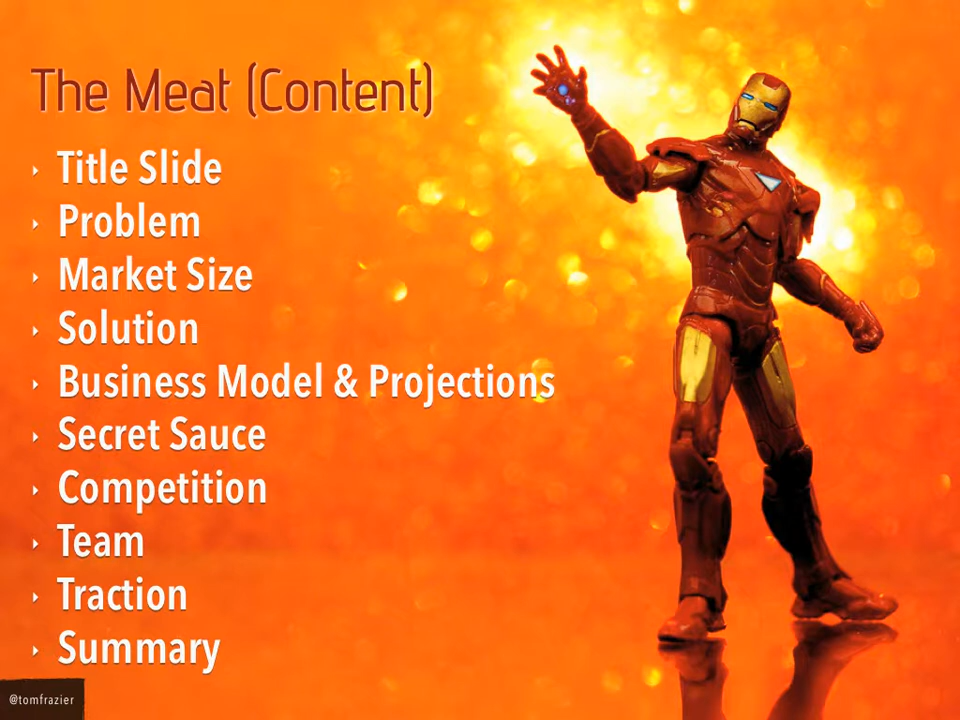 The Meat (Content)
Title Slide
Problem
Market Size
Solution
Business Model & Projections
Secret Sauce
Competition
Team
Traction
Summary
@tomfrazier